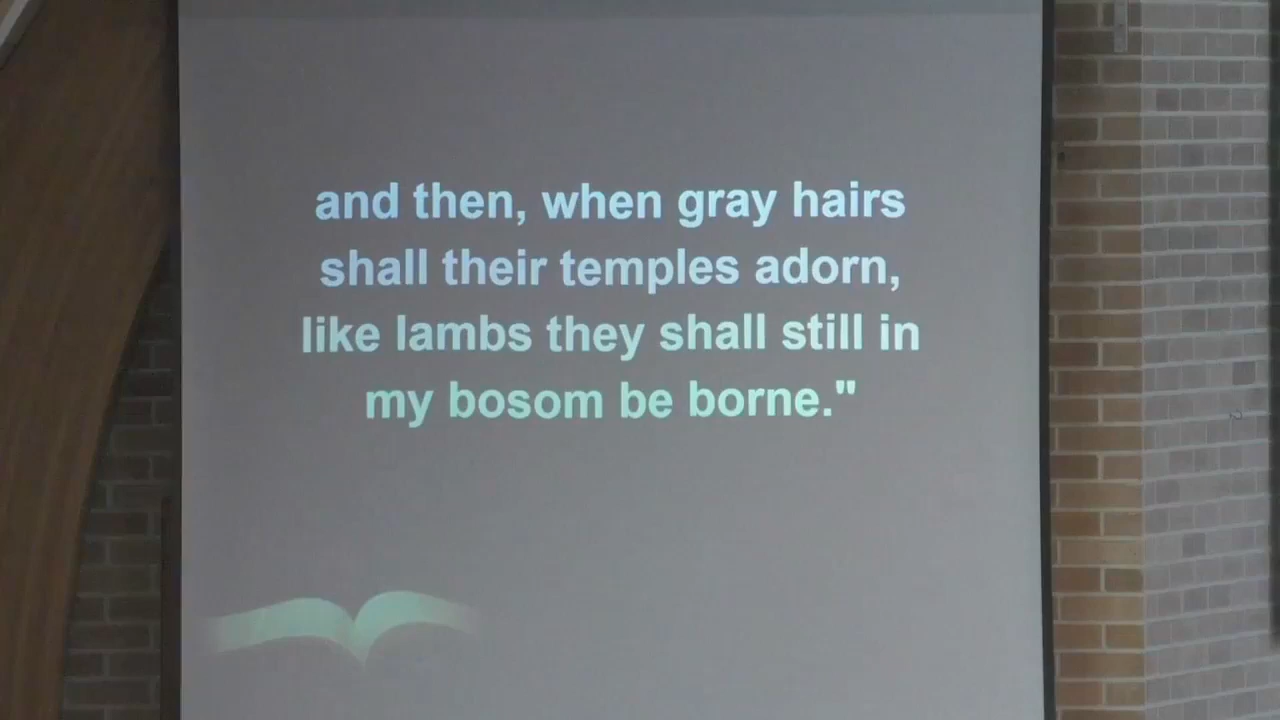 and then, when gray hairs
shall their temples adorn,
like lambs they shall still in
my bosom be borne."